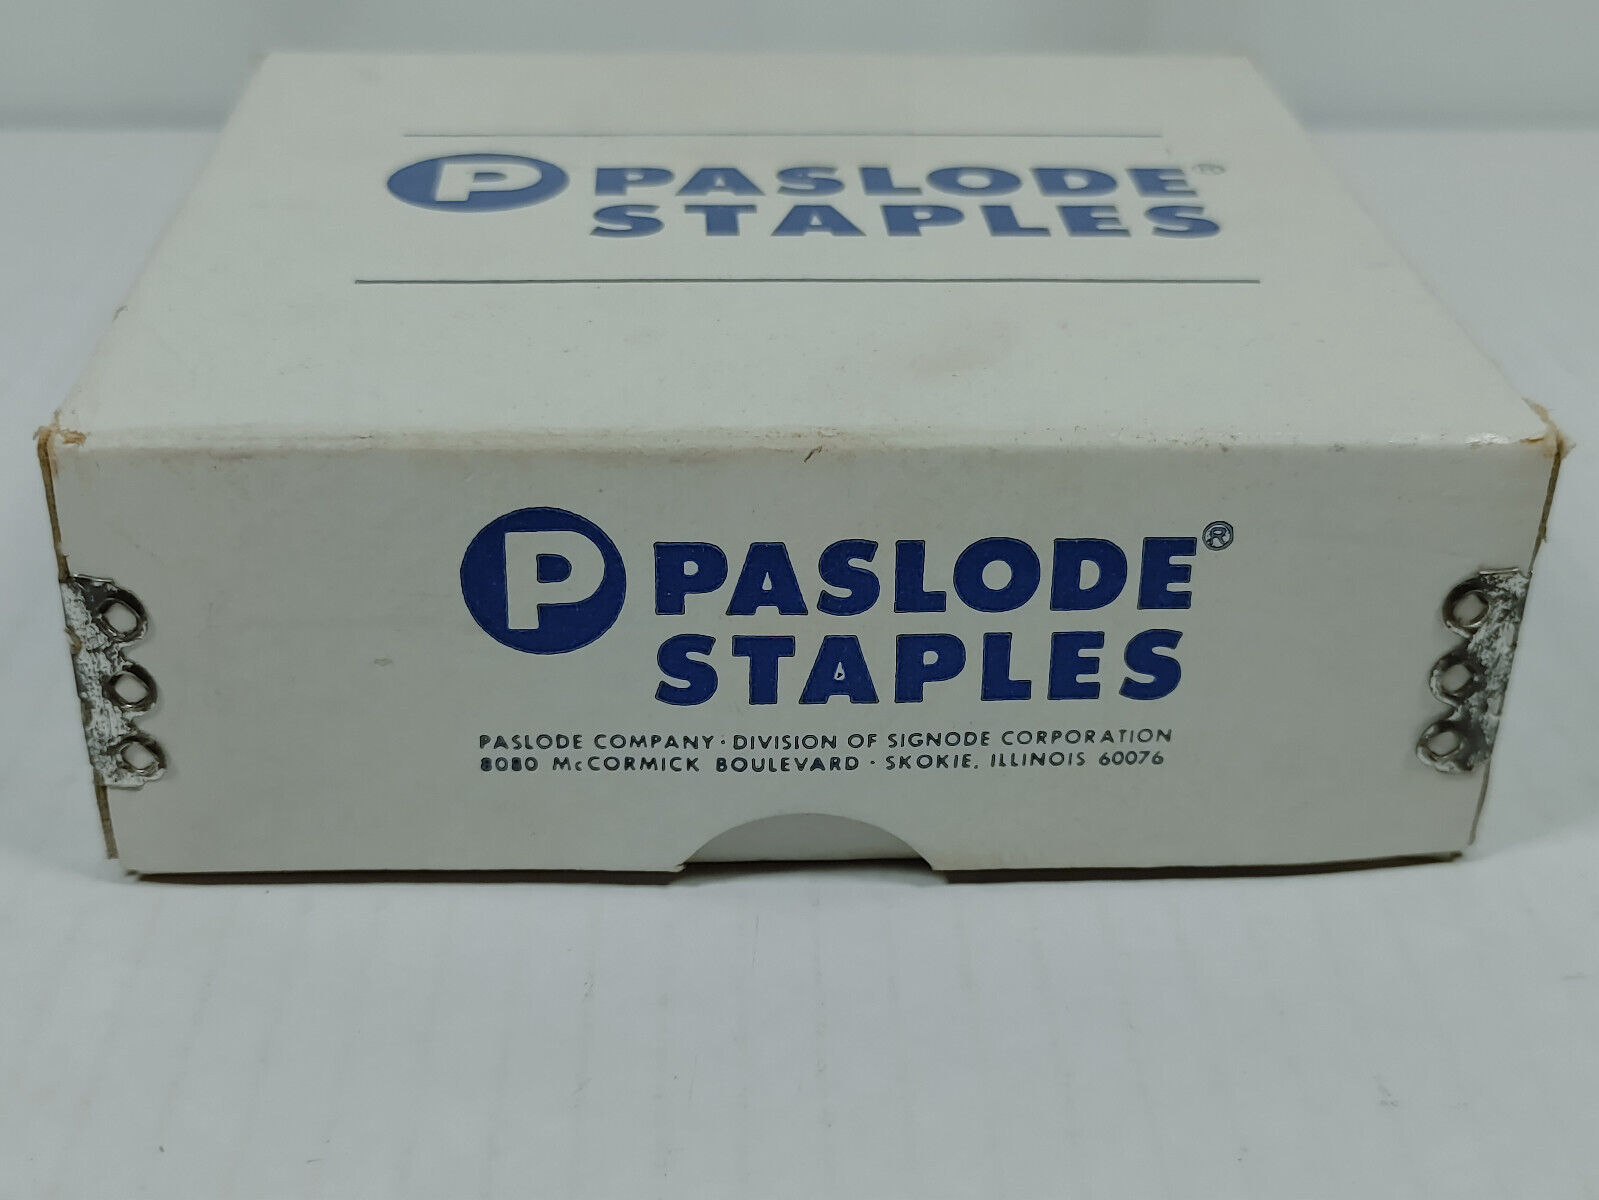 P PASLODE®
STAPLES
P PASLODE®
STAPLES
PASLODE COMPANY · DIVISION OF SIGNODE CORPORATION
8080 McCORMICK BOULEVARD · SKOKIE, ILLINOIS 60076